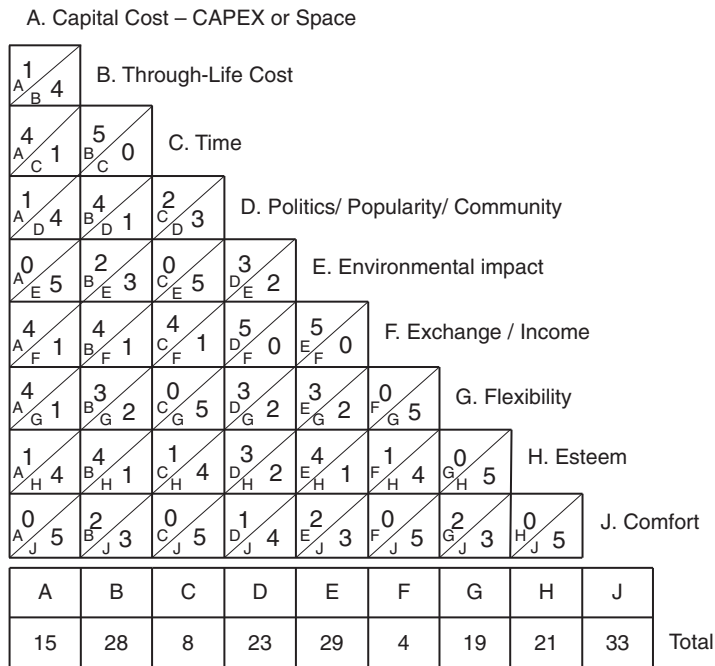 A. Capital Cost – CAPEX or Space
1 A B 4 B. Through-Life Cost
4 A C 1 5 B C 0 C. Time
1 A D 4 4 B D 1 2 C D 3 D. Politics/ Popularity/ Community
0 A E 5 2 B E 3 0 C E 5 3 D E 2 E. Environmental impact
4 A F 1 4 B F 1 4 C F 1 5 D F 0 5 E F 0 F. Exchange / Income
4 A G 1 3 B G 2 0 C G 5 3 D G 2 3 E G 2 0 F G 5 G. Flexibility
1 A H 4 4 B H 1 1 C H 4 3 D H 2 4 E H 1 1 F H 4 0 G H 5 H. Esteem
0 A J 5 2 B J 3 0 C J 5 1 D J 4 2 E J 3 0 F J 5 2 G J 3 0 H J 5 J. Comfort
A B C D E F G H J
15 28 8 23 29 4 19 21 33 Total